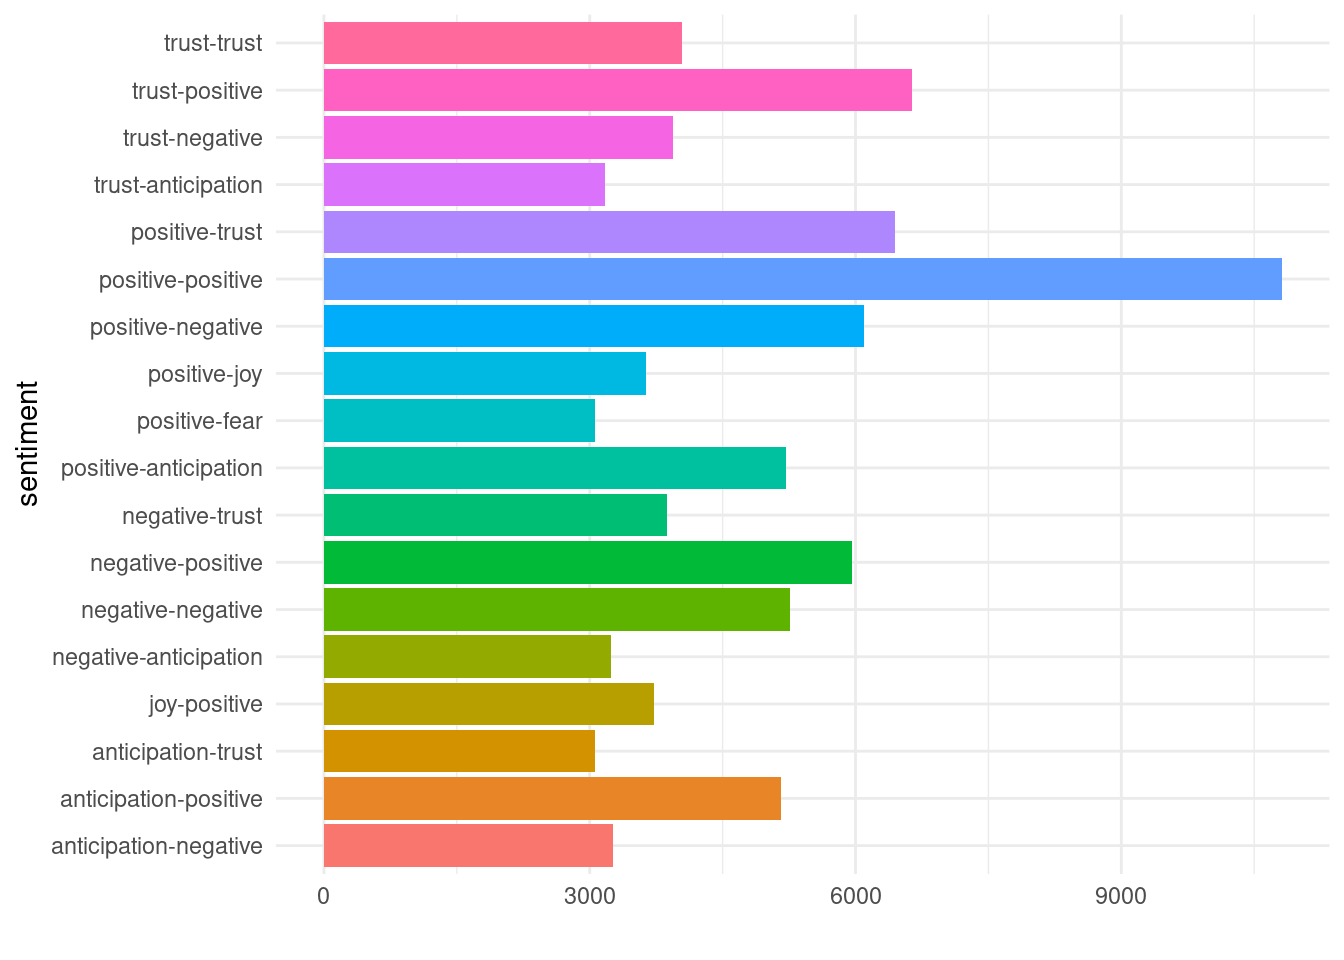 trust-trust
trust-positive
trust-negative
trust-anticipation
positive-trust
positive-positive
positive-negative
positive-joy
positive-fear
positive-anticipation
negative-trust
negative-positive
negative-negative
negative-anticipation
joy-positive
anticipation-trust
anticipation-positive
anticipation-negative
sentiment
0 3000 6000 9000